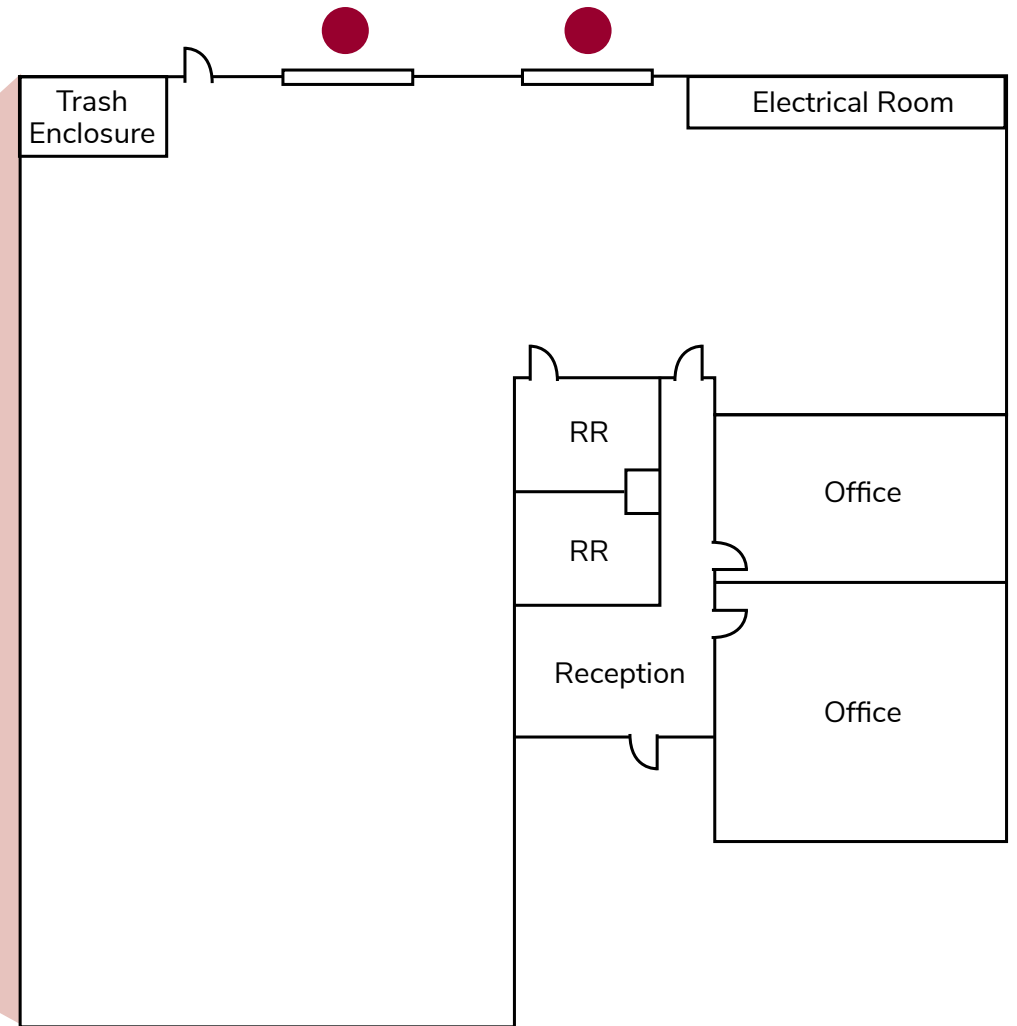 Trash
Enclosure
Electrical Room
RR
Office
RR
Reception
Office